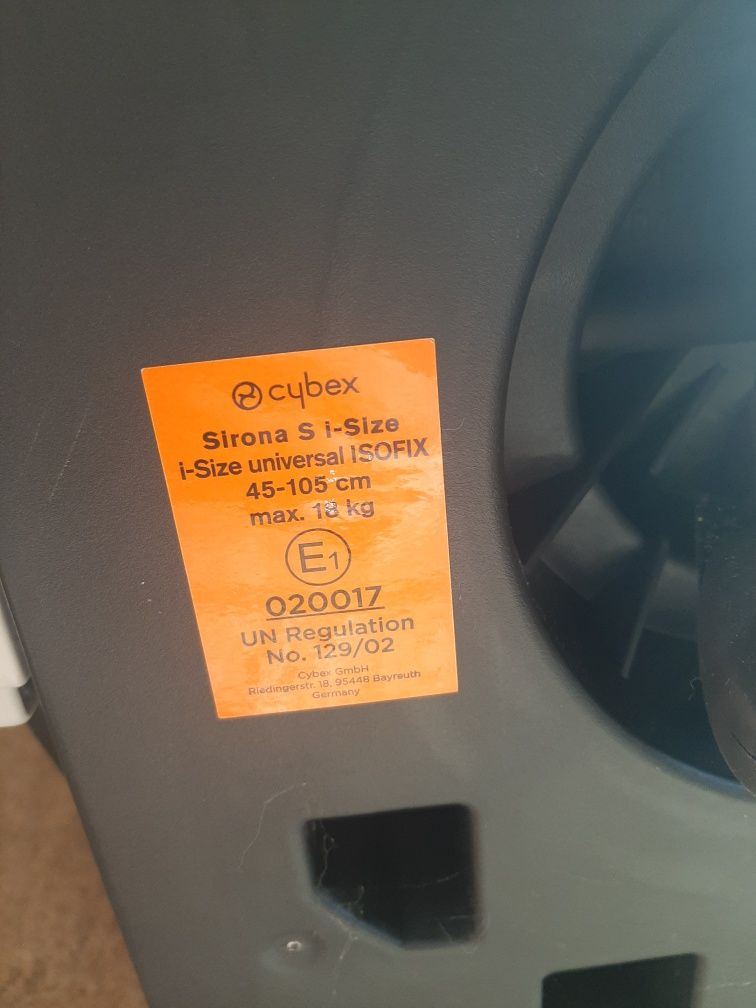 cybex
Sirona S i-Size
i-Size universal ISOFIX
45-105 cm
max. 18 kg
E1
020017
UN Regulation
No. 129/02
Cybex GmbH
Riedingerstr. 18, 95448 Bayreuth
Germany